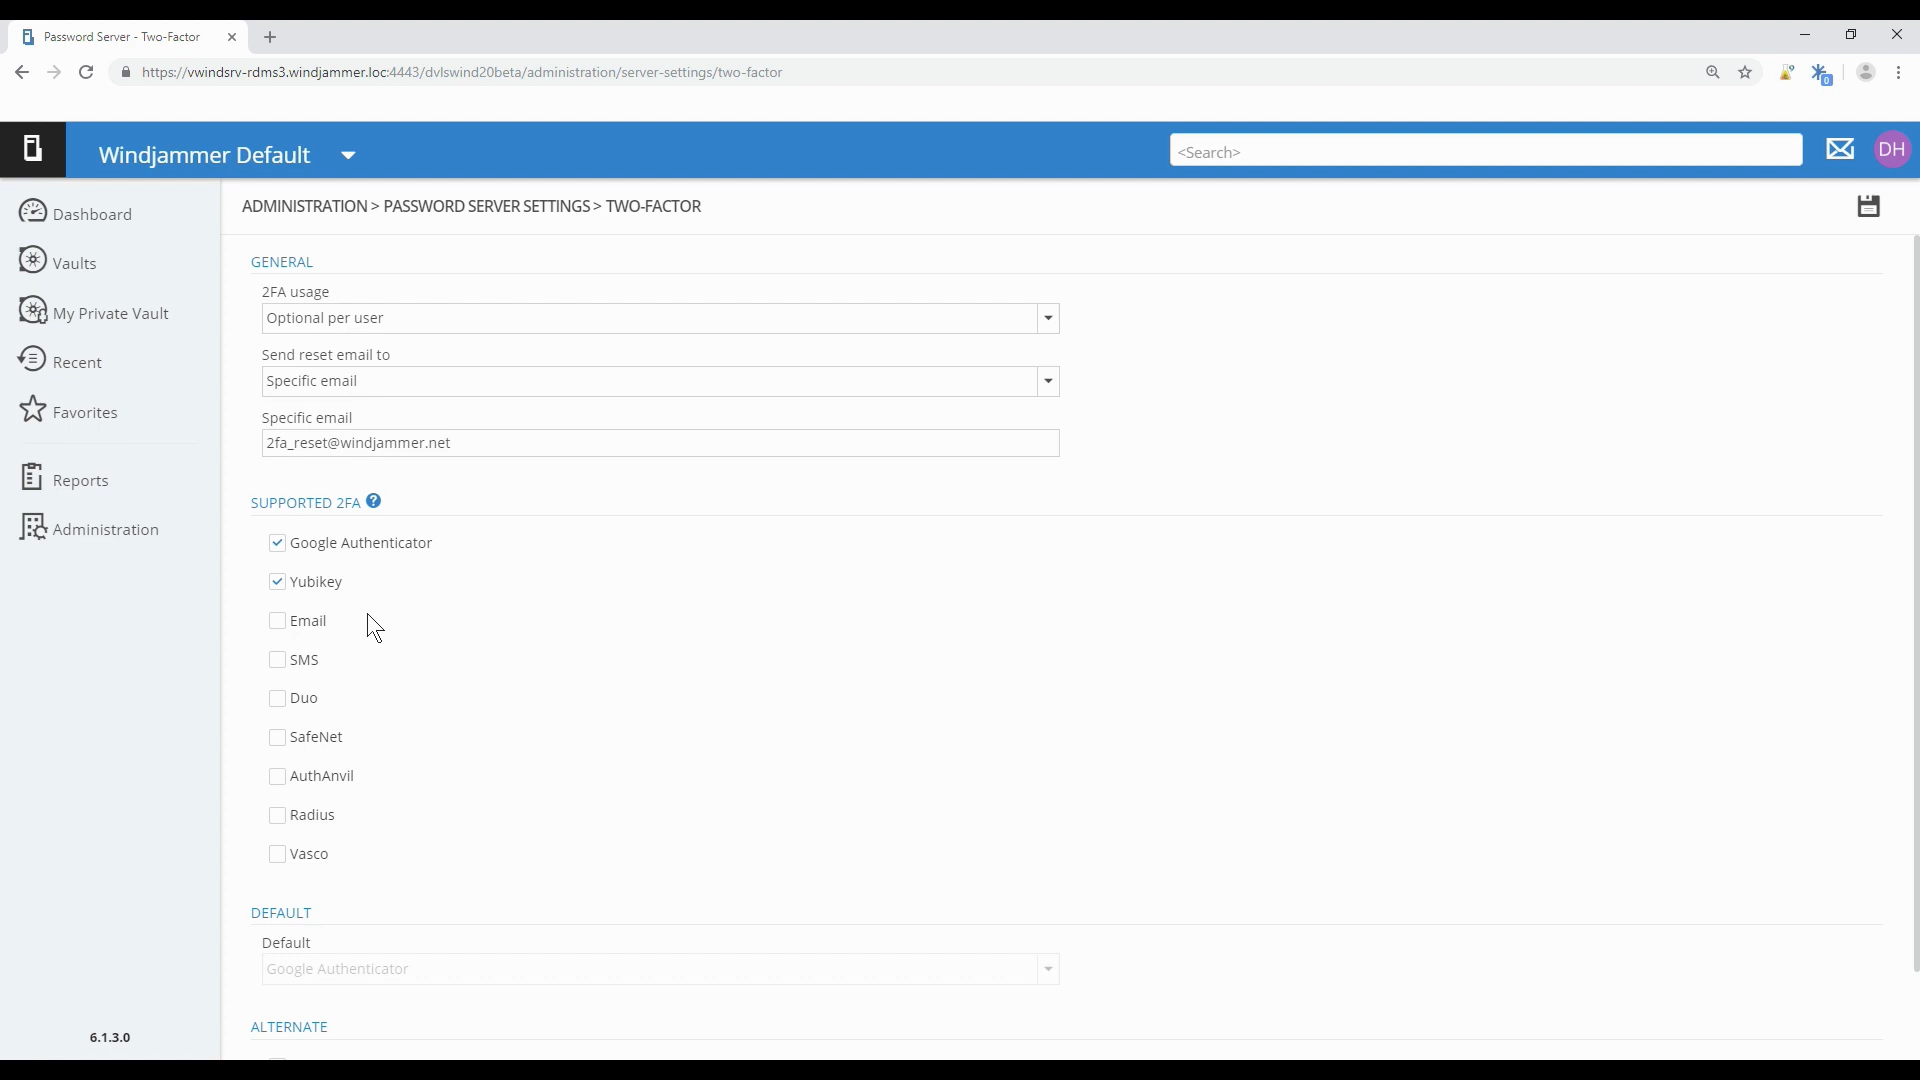 Password Server - Two-Factor
https://vwindsrv-rdms3.windjammer.loc:4443/dvlswind20beta/administration/server-settings/two-factor
0
Windjammer Default
<Search>
DH
Dashboard
Vaults
My Private Vault
Recent
Favorites
Reports
Administration
6.1.3.0
ADMINISTRATION > PASSWORD SERVER SETTINGS > TWO-FACTOR
GENERAL
2FA usage
Optional per user
Send reset email to
Specific email
Specific email
2fa_reset@windjammer.net
SUPPORTED 2FA ?
Google Authenticator
Yubikey
Email
SMS
Duo
SafeNet
AuthAnvil
Radius
Vasco
DEFAULT
Default
Google Authenticator
ALTERNATE